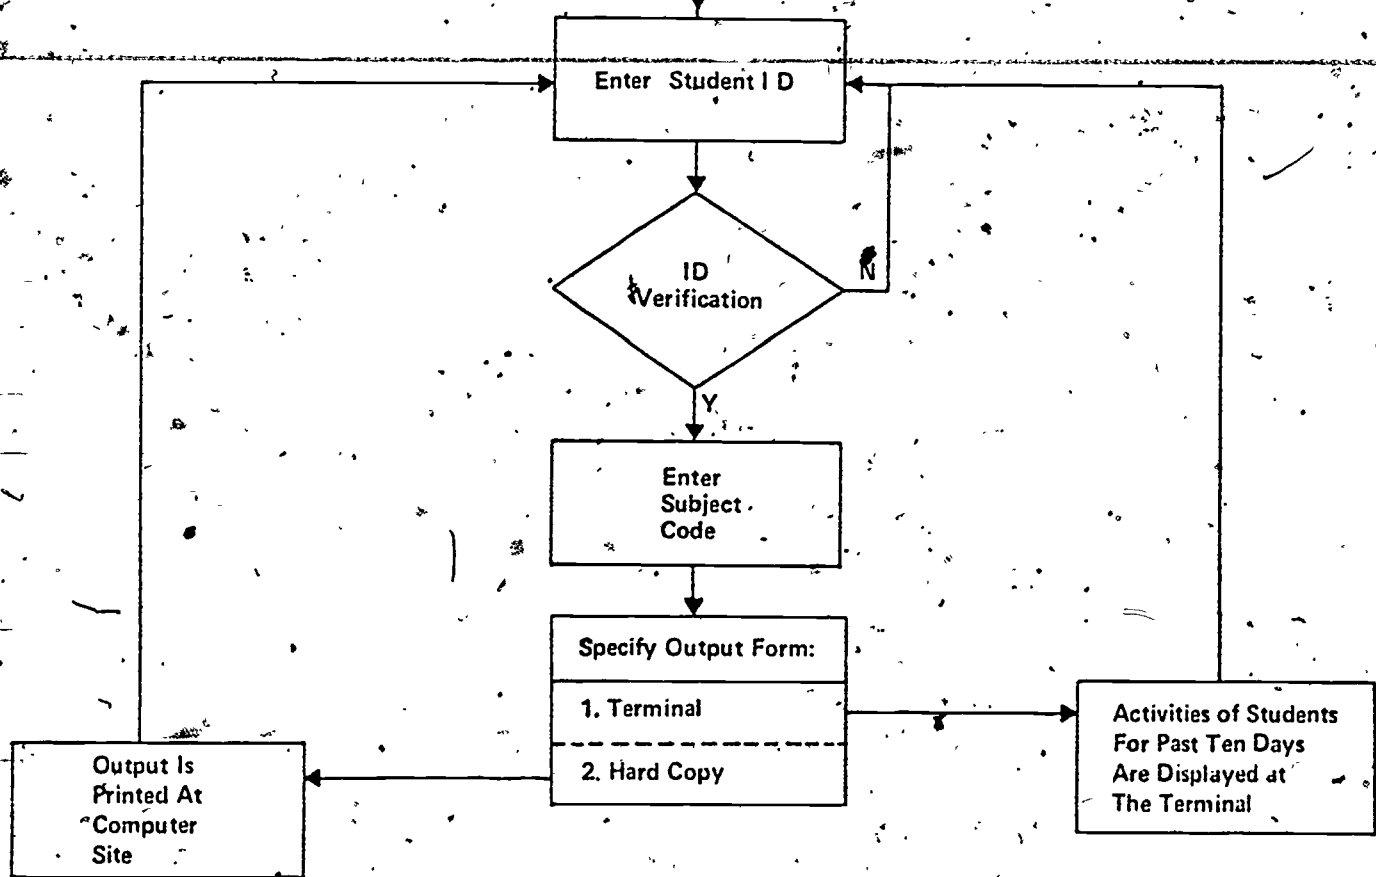 Enter Student I D
ID
Verification
N
Y
Enter
Subject
Code
Specify Output Form:
1. Terminal
2. Hard Copy
Activities of Students
For Past Ten Days
Are Displayed at
The Terminal
Output Is
Printed At
Computer
Site